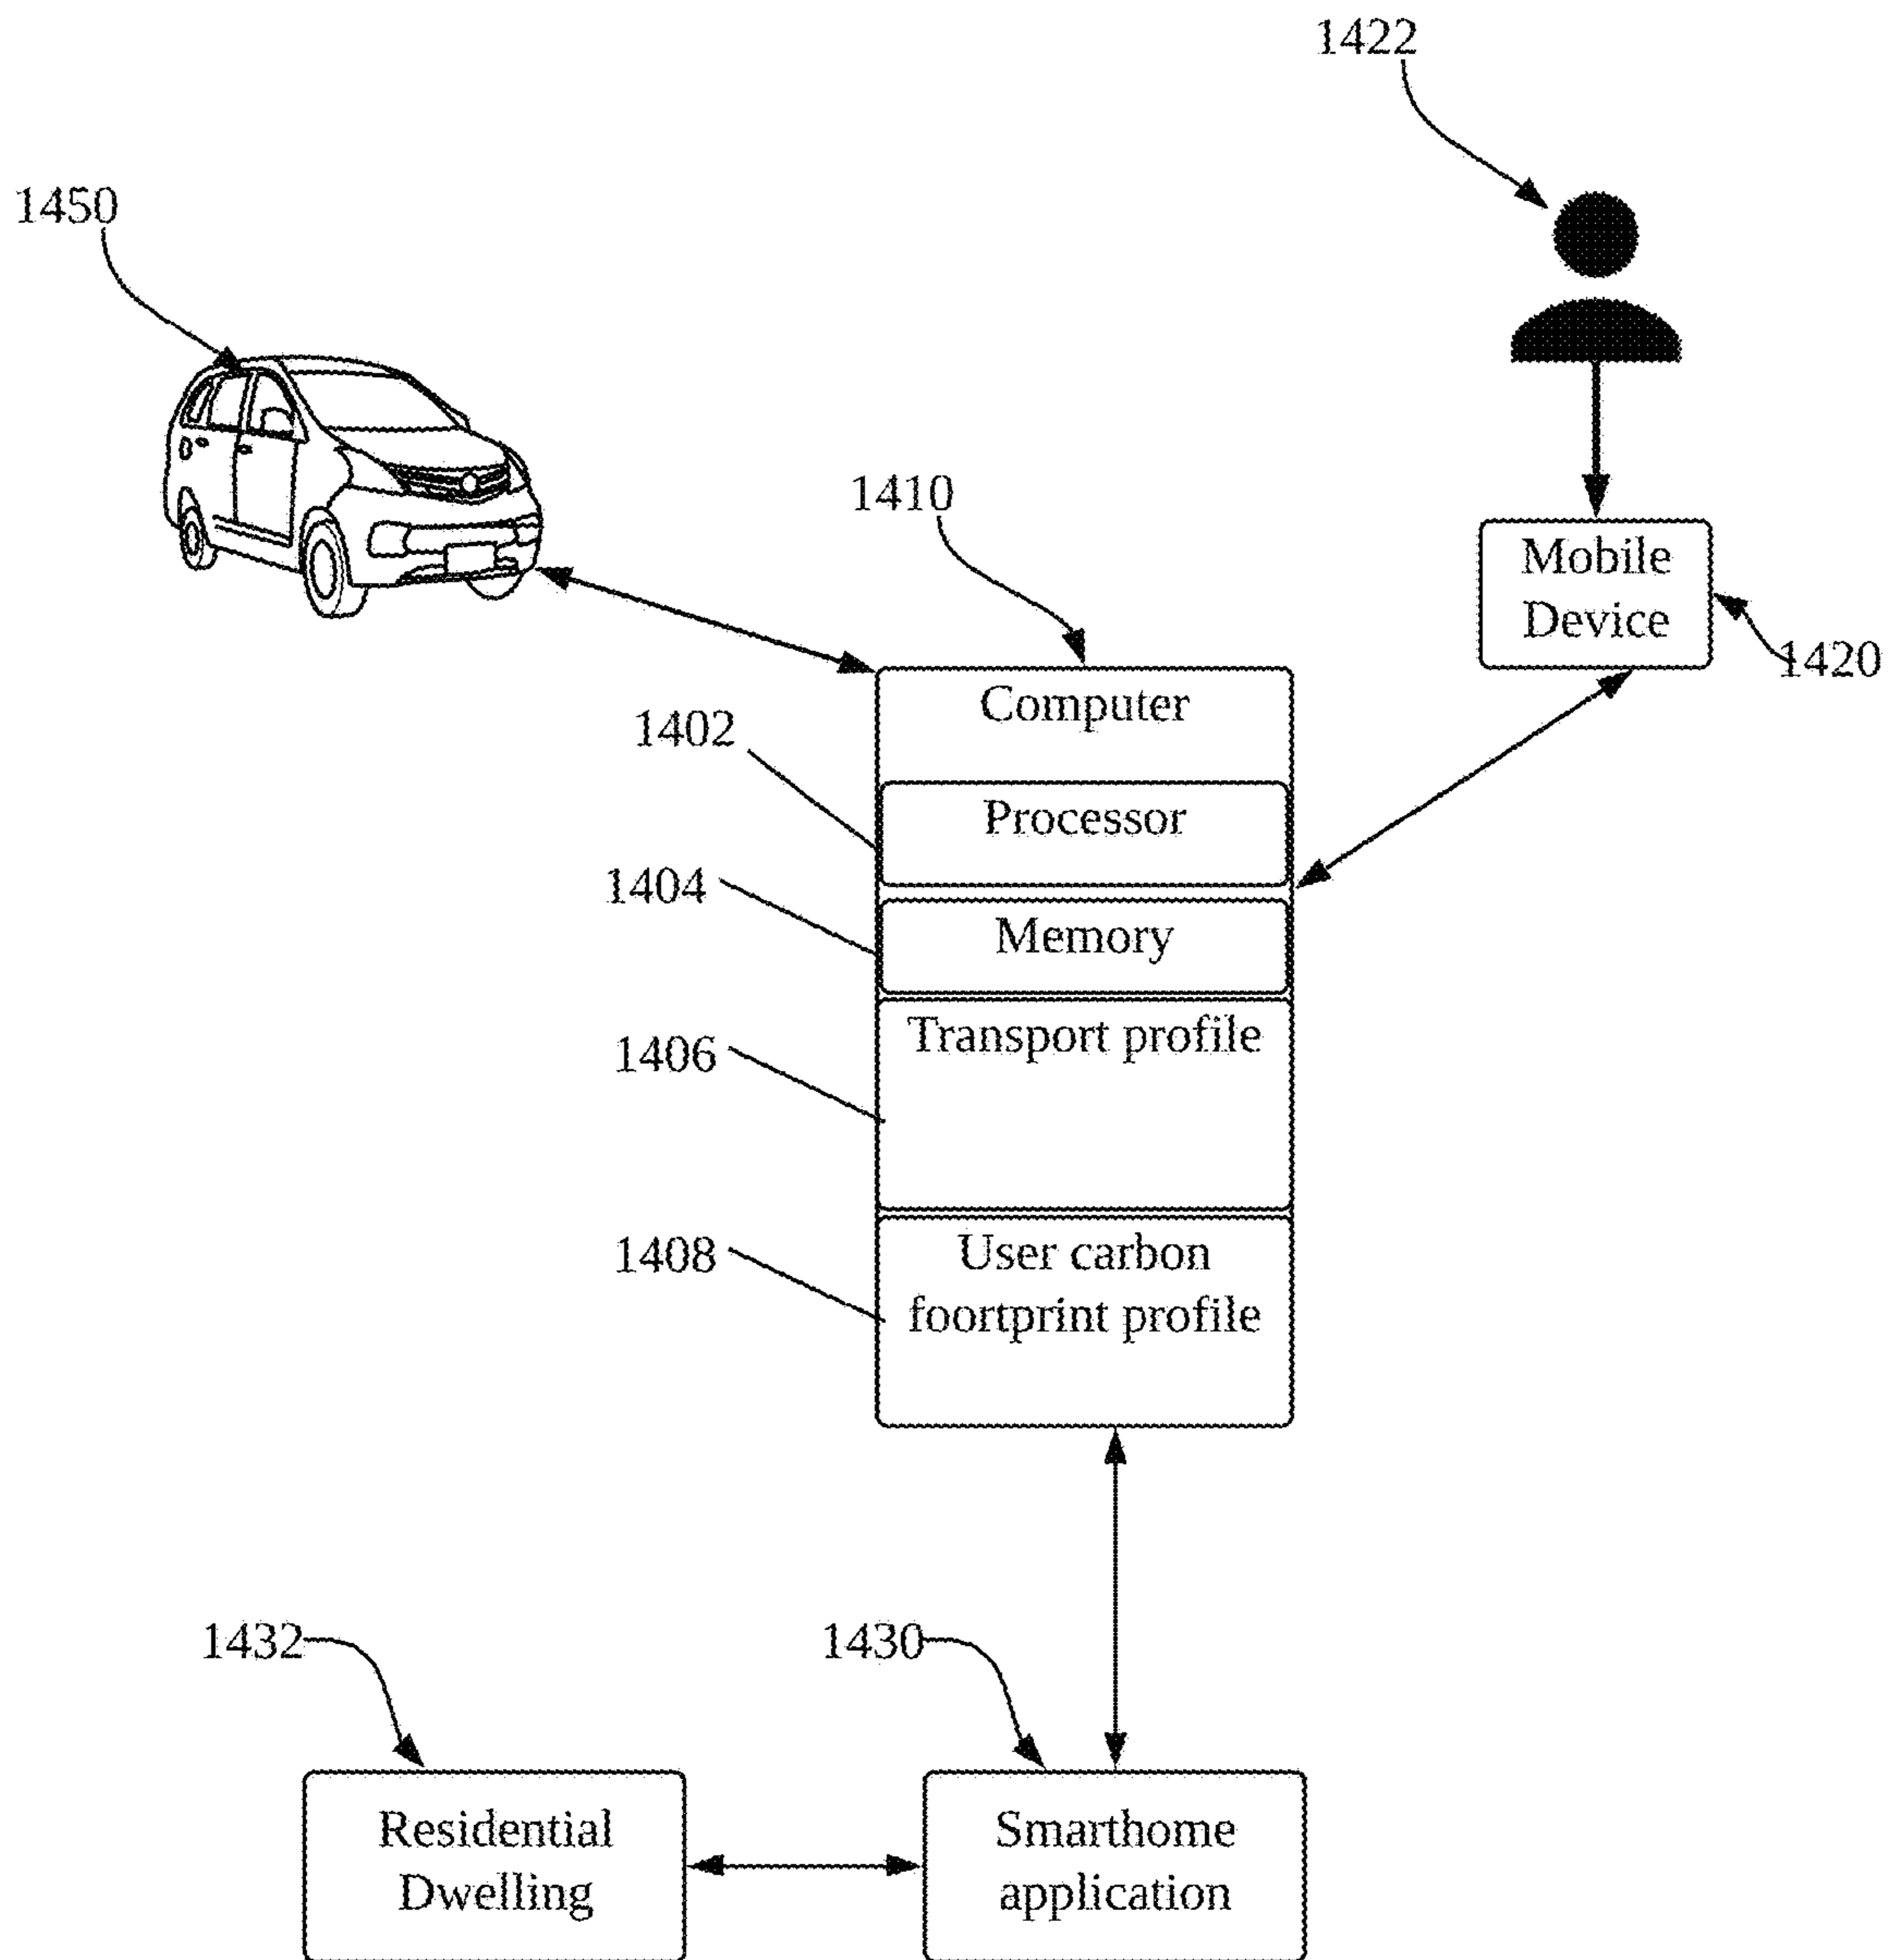 1422
1450
1410
Mobile
Device
1420
Computer
1402
Processor
1404
Memory
Transport profile
1406
User carbon
foortprint profile
1408
1432
1430
Residential
Dwelling
Smarthome
application